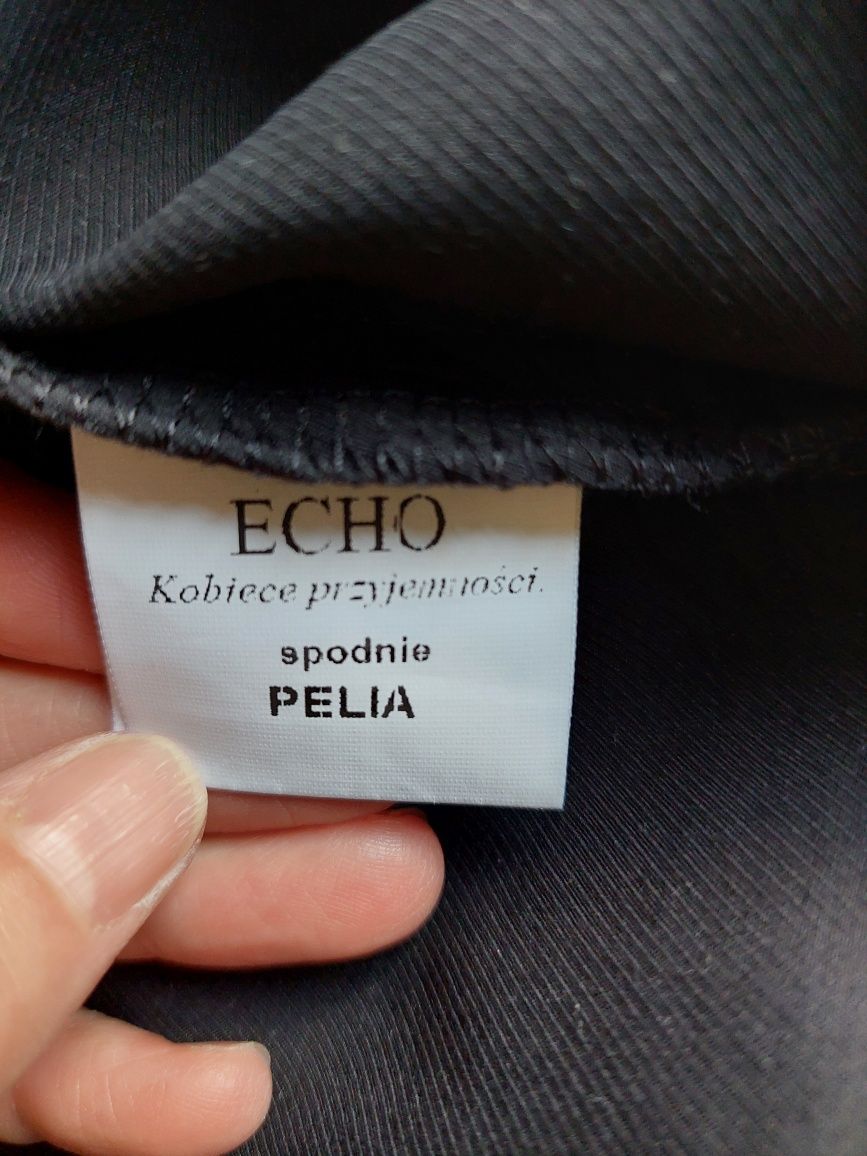 ECHO
Kobiece przyjemności.
spodnie
PELIA